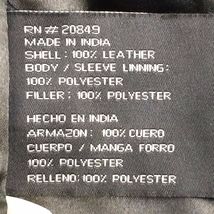 RN# 20849
MADE IN INDIA
SHELL: 100% LEATHER
BODY / SLEEVE LINNING:
100% POLYESTER
FILLER: 100% POLYESTER
HECHO EN INDIA
ARMAZON: 100% CUERO
CUERPO / MANGA FORRO
100% POLYESTER
RELLENO: 100% POLYESTER